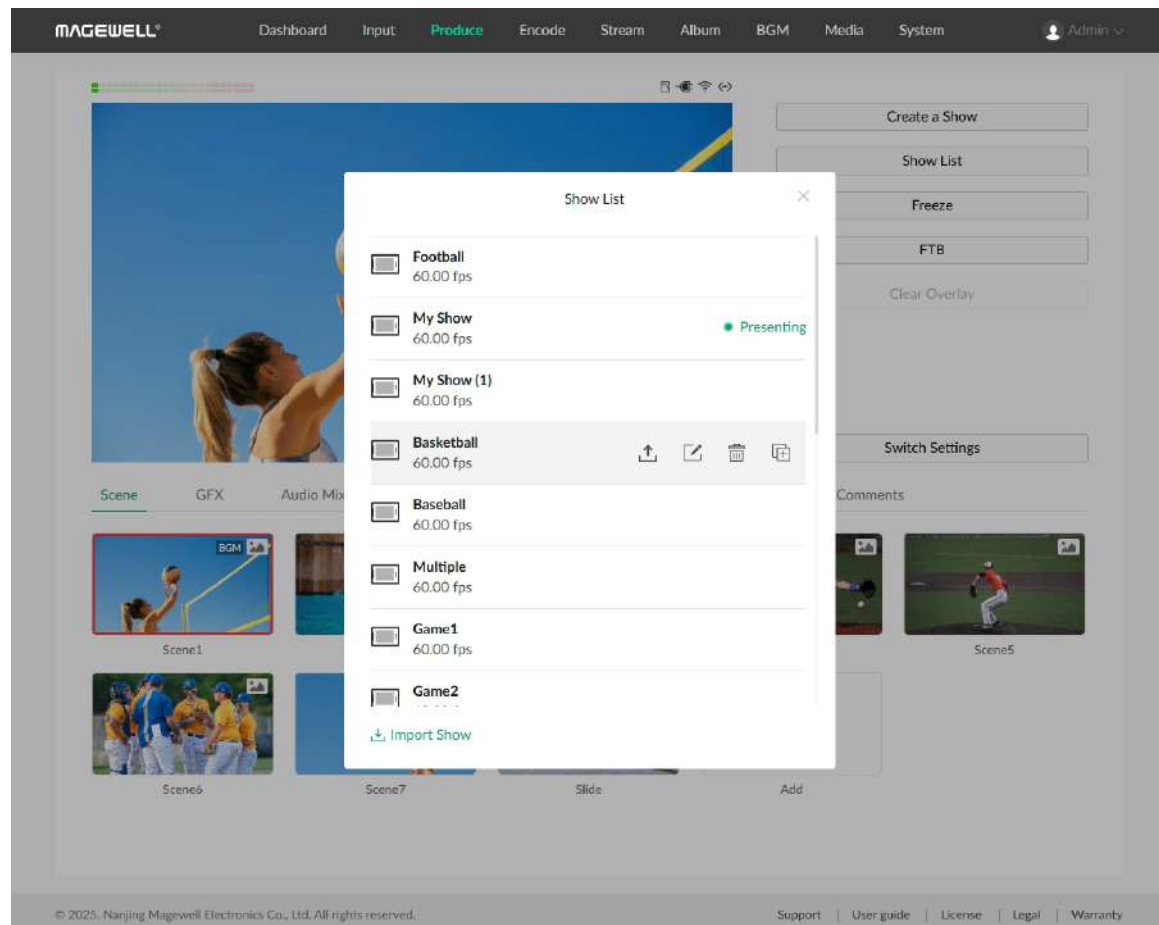 MAGEWELL®
Dashboard Input Produce Encode Stream Album BGM Media System Admin
Create a Show
Show List
Freeze
FTB
Clear Overlay
Switch Settings
Show List
Football
60.00 fps
My Show
60.00 fps
Presenting
My Show (1)
60.00 fps
Basketball
60.00 fps
Baseball
60.00 fps
Multiple
60.00 fps
Game1
60.00 fps
Game2
Import Show
Scene GFX Audio Mix Comments
BGM
Scene1 Scene5
Scene6 Scene7 Slide Add
© 2025, Nanjing Magewell Electronics Co., Ltd. All rights reserved.
Support | User guide | License | Legal | Warranty